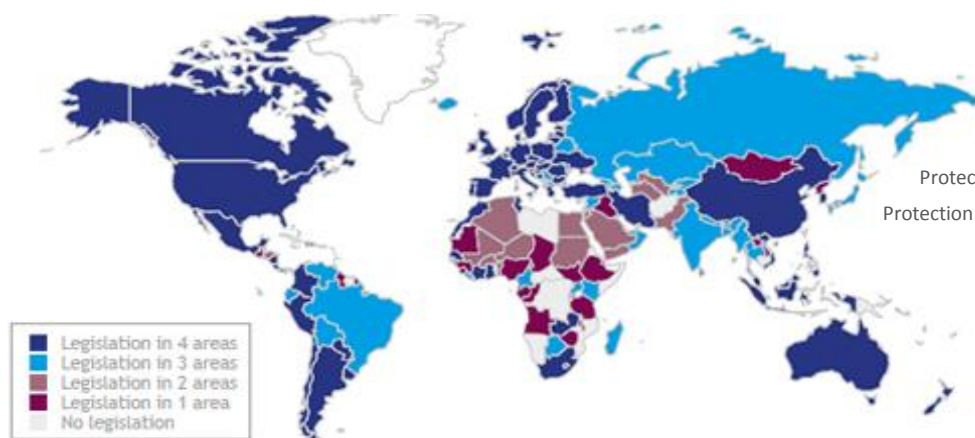 Protec
Protection
Legislation in 4 areas
Legislation in 3 areas
Legislation in 2 areas
Legislation in 1 area
No legislation